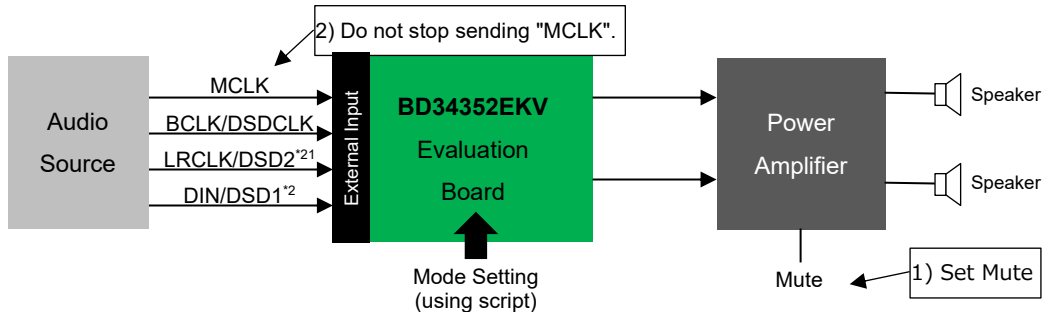 2) Do not stop sending "MCLK".
Audio
Source
MCLK
BCLK/DSDCLK
LRCLK/DSD2*21
DIN/DSD1*2
External Input
BD34352EKV
Evaluation
Board
Mode Setting
(using script)
Power
Amplifier
Speaker
Speaker
Mute
1) Set Mute